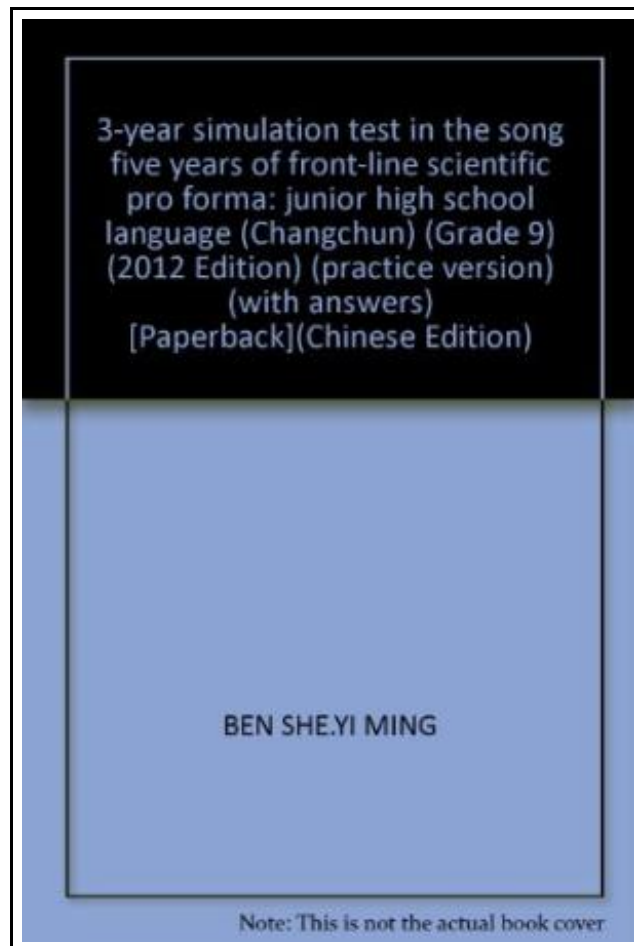 3-year simulation test in the song
five years of front-line scientific
pro forma: junior high school
language (Changchun) (Grade 9)
(2012 Edition) (practice version)
(with answers)
[Paperback](Chinese Edition)
BEN SHE.YI MING
Note: This is not the actual book cover